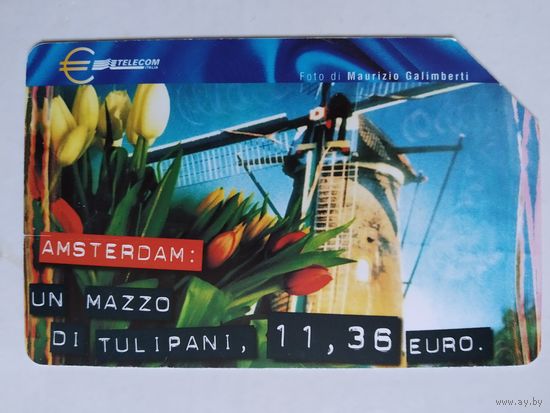 € TELECOM
ITALIA
Foto di Maurizio Galimberti
AMSTERDAM:
UN MAZZO
DI TULIPANI, 11,36 EURO.
www.ay.by